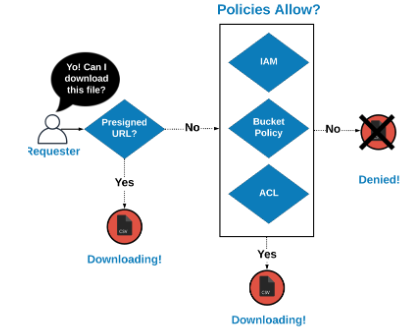 Policies Allow?
Yo! Can I
download
this file?
IAM
Presigned
URL?
No
Bucket
Policy
No
Requester
Denied!
Yes
ACL
CSV
Downloading!
Yes
CSV
Downloading!